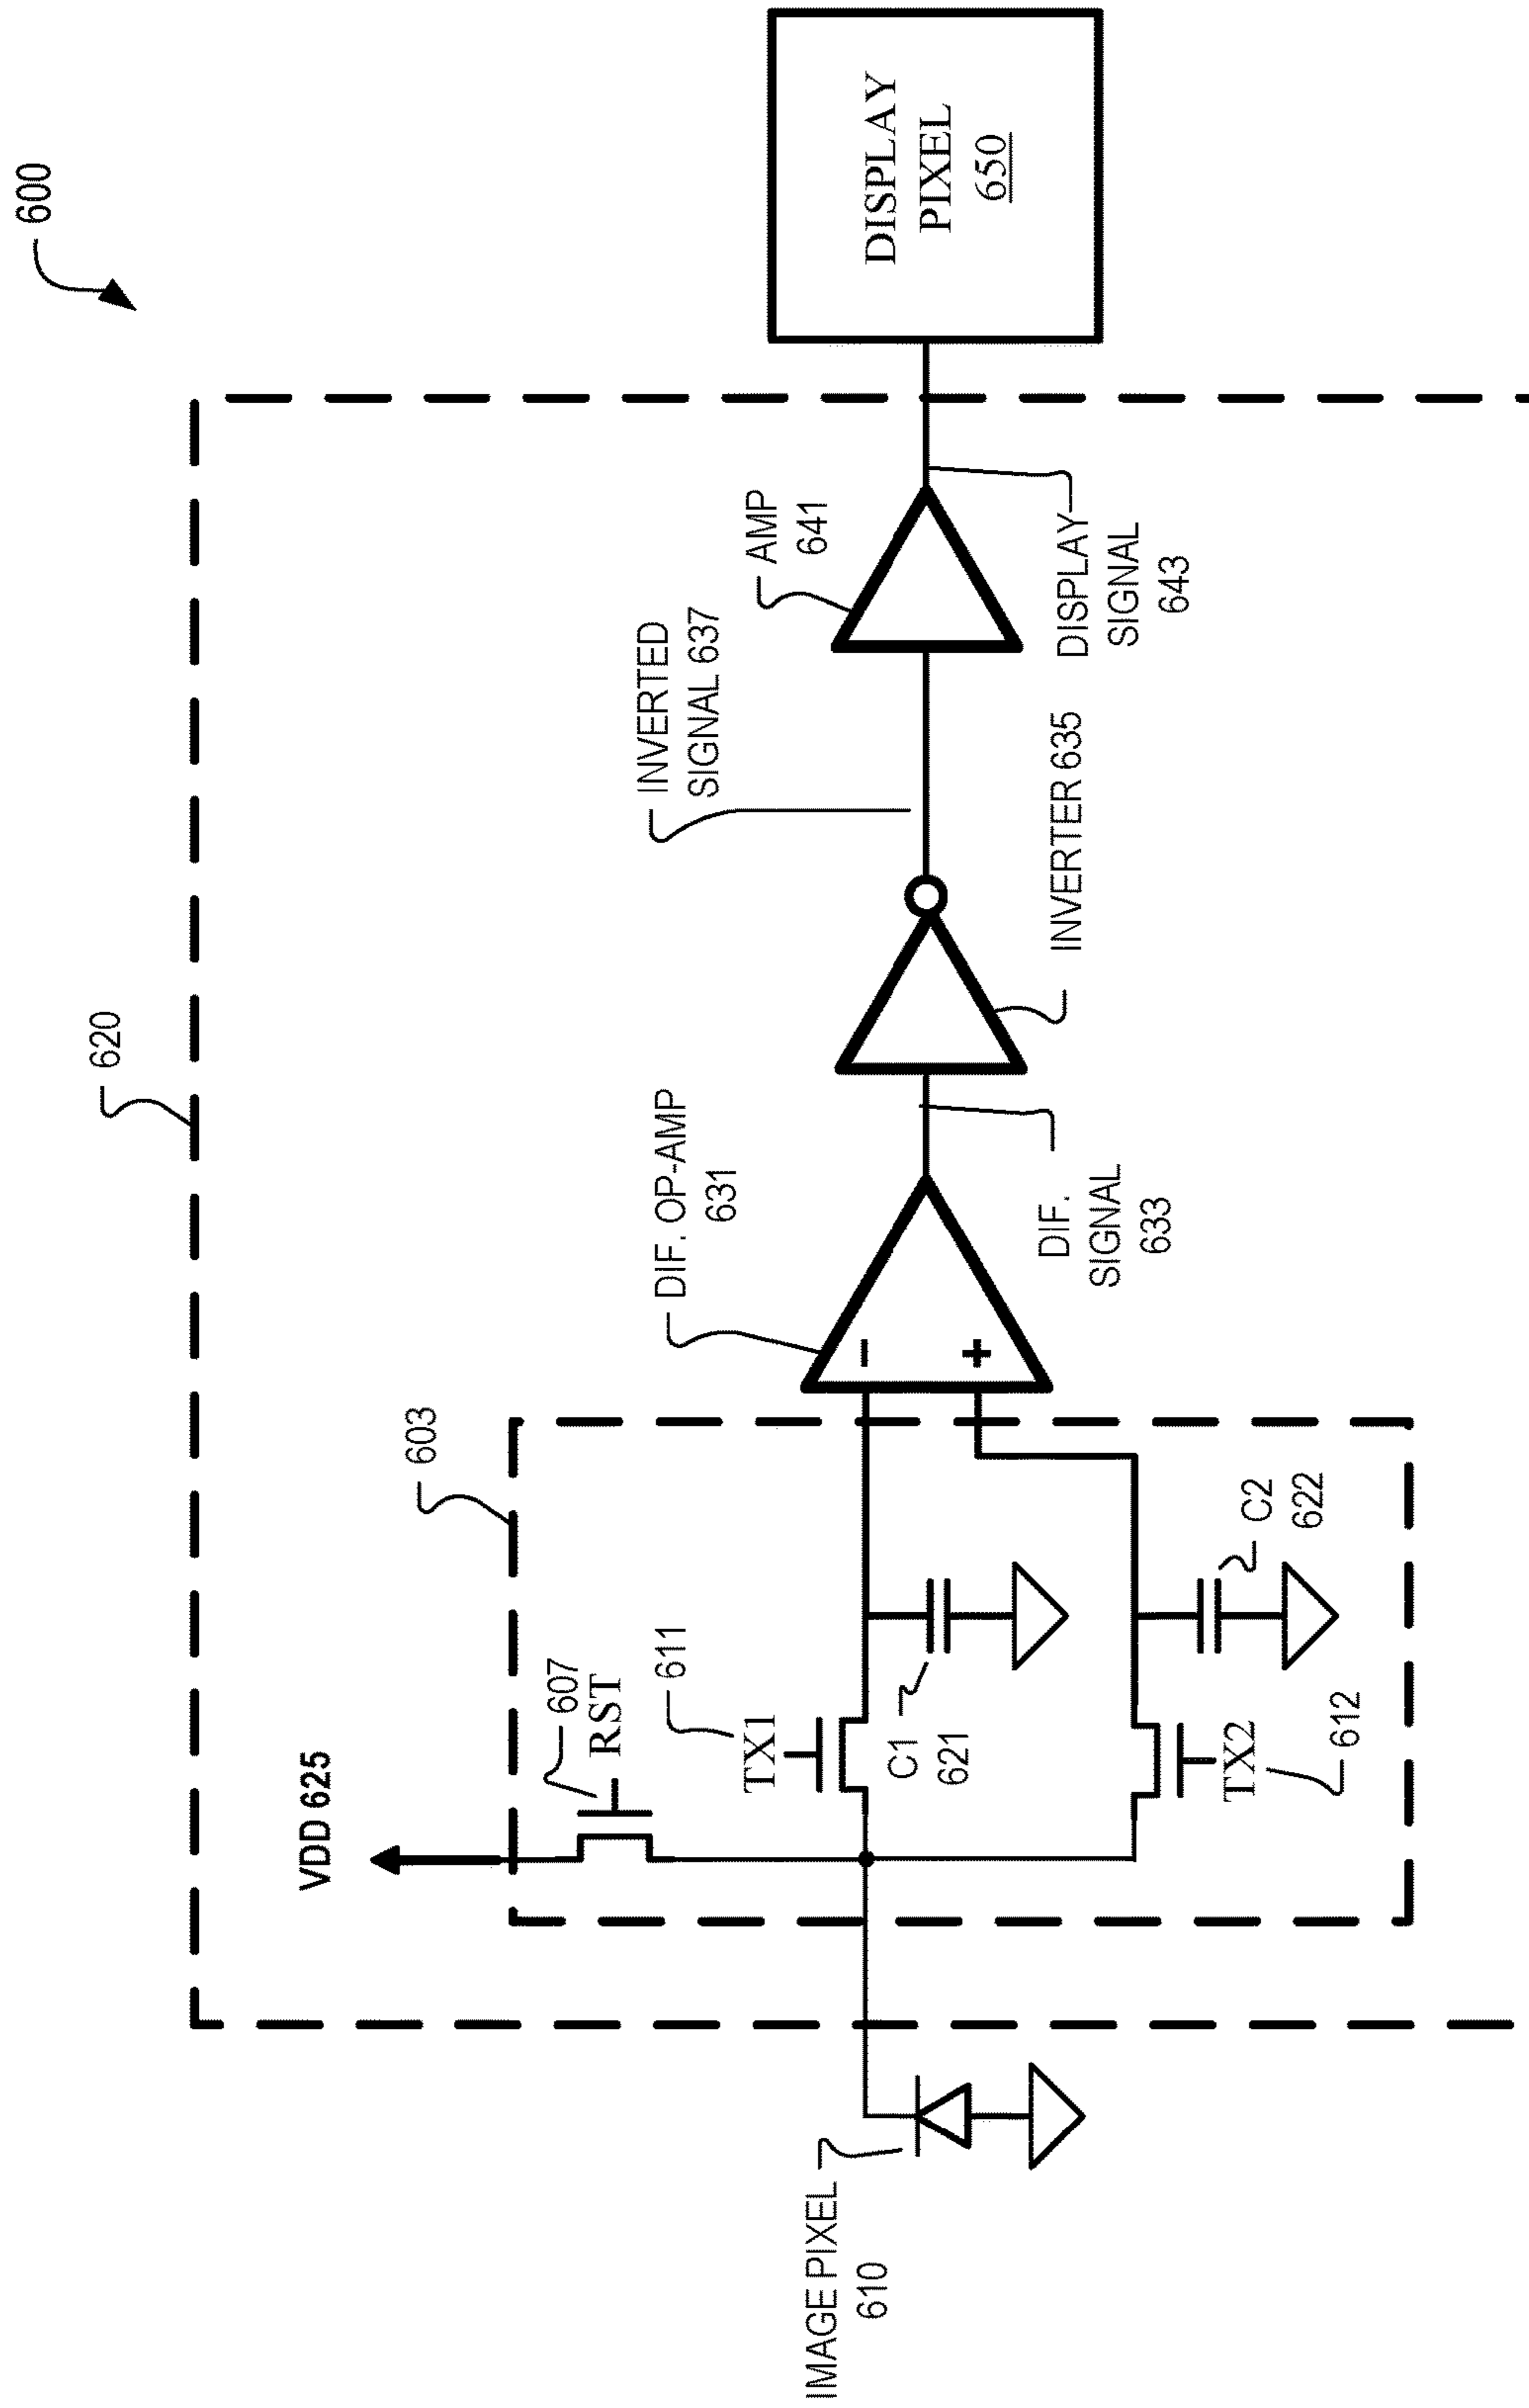 600
620
603
VDD 625
607
RST
611
TX1
C1
621
TX2
612
C2
622
IMAGE PIXEL
610
DIF. OP-AMP
631
−
+
DIF.
SIGNAL
633
INVERTER 635
INVERTED
SIGNAL 637
AMP
641
DISPLAY
SIGNAL
643
DISPLAY
PIXEL
650